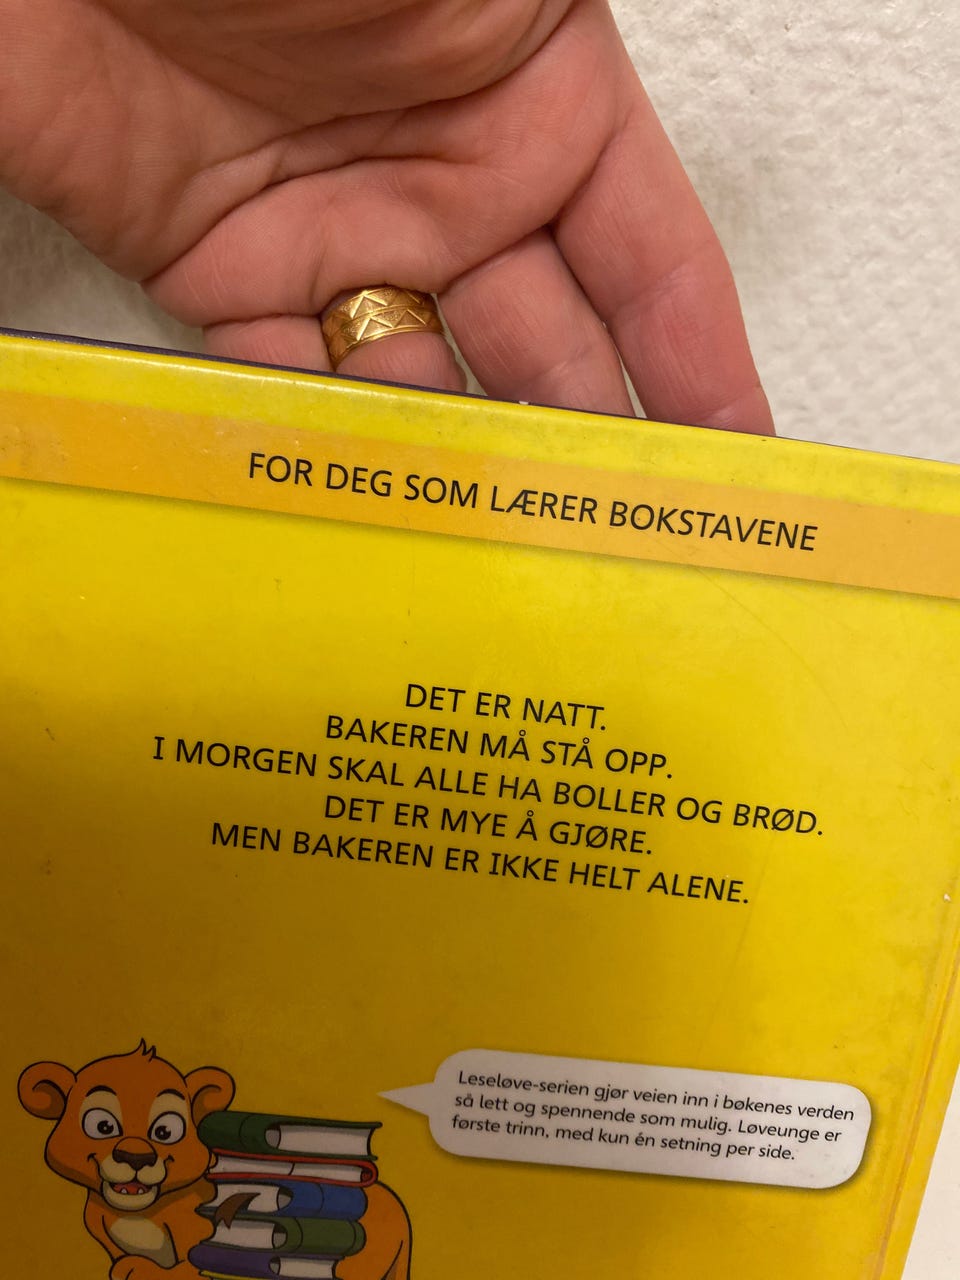 FOR DEG SOM LÆRER BOKSTAVENE
DET ER NATT.
BAKEREN MÅ STÅ OPP.
I MORGEN SKAL ALLE HA BOLLER OG BRØD.
DET ER MYE Å GJØRE.
MEN BAKEREN ER IKKE HELT ALENE.
Leseløve-serien gjør veien inn i bøkenes verden
så lett og spennende som mulig. Løveunge er
første trinn, med kun én setning per side.